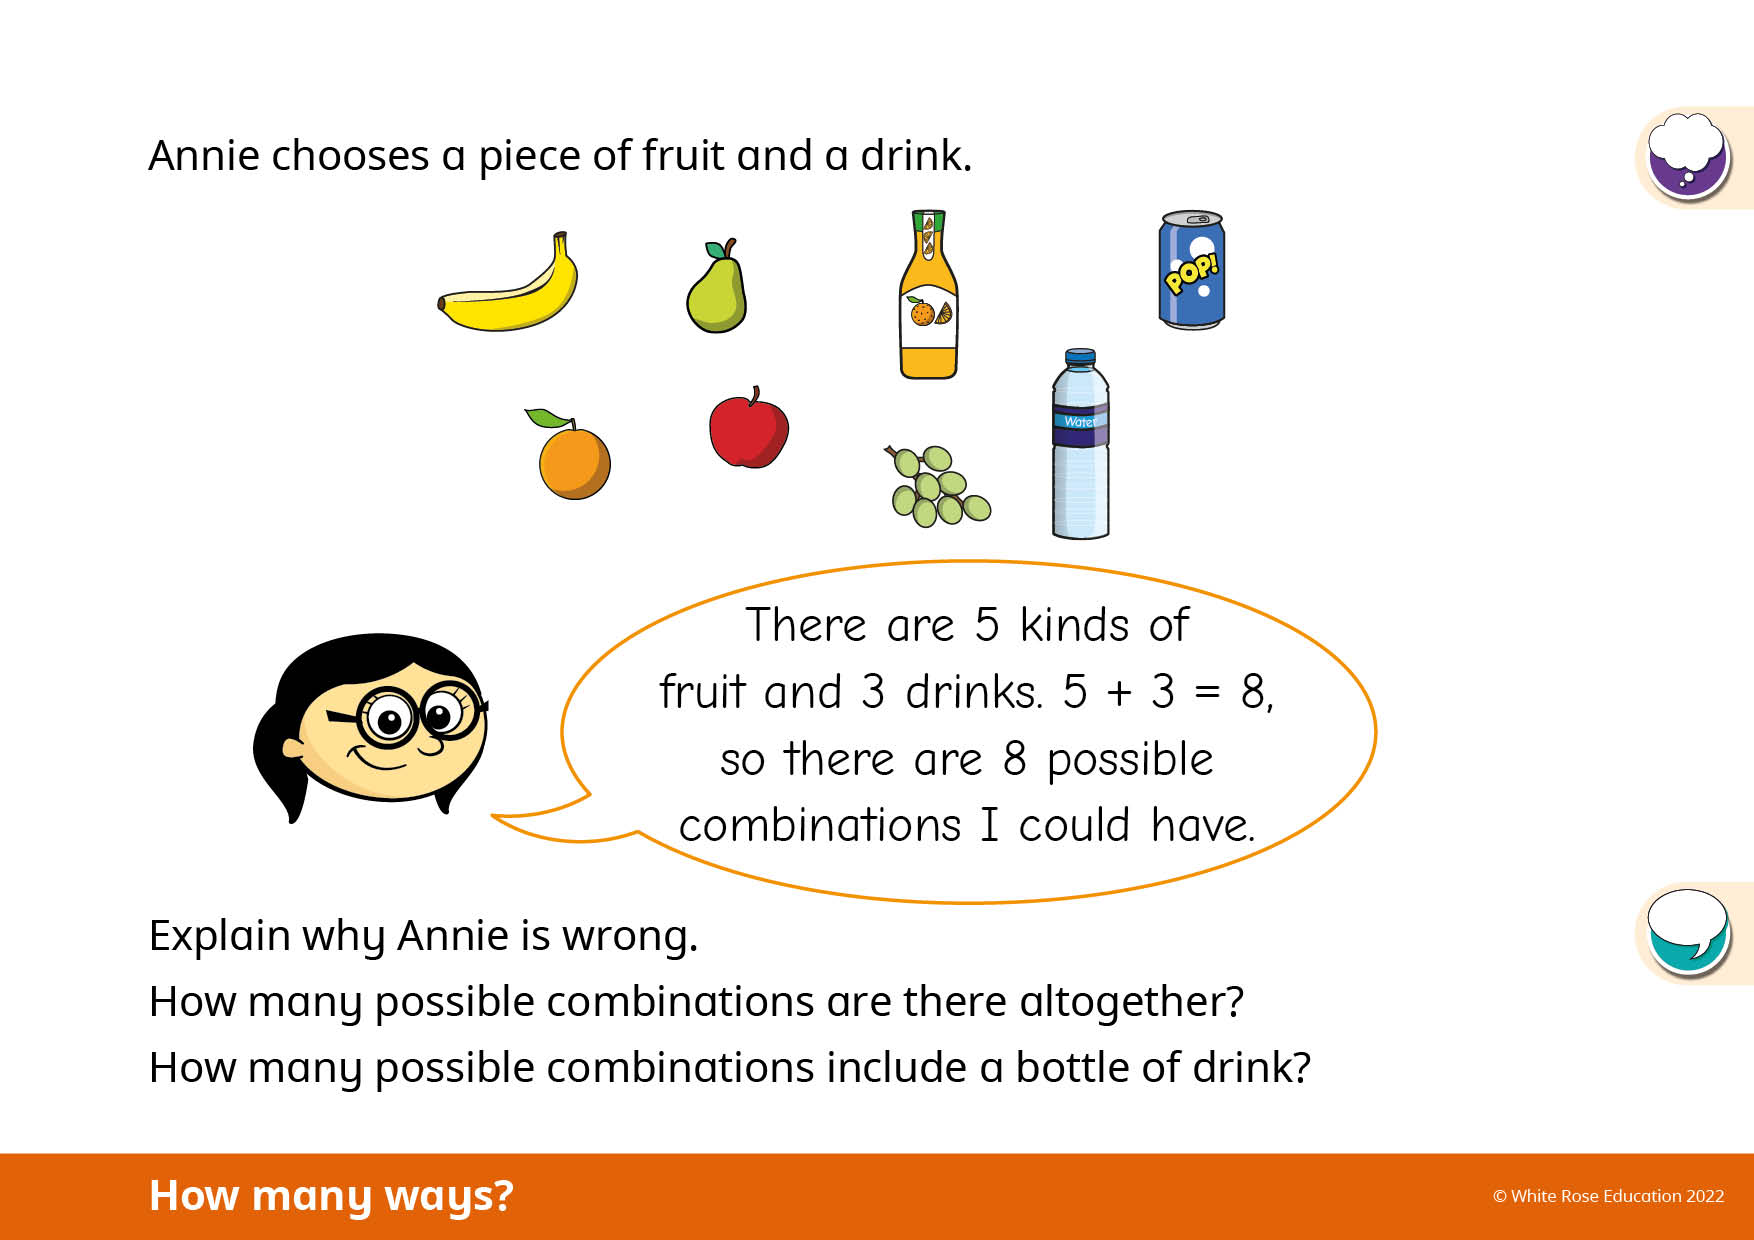 Annie chooses a piece of fruit and a drink.
POP!
Water
There are 5 kinds of
fruit and 3 drinks. 5 + 3 = 8,
so there are 8 possible
combinations I could have.
Explain why Annie is wrong.
How many possible combinations are there altogether?
How many possible combinations include a bottle of drink?
How many ways?
© White Rose Education 2022